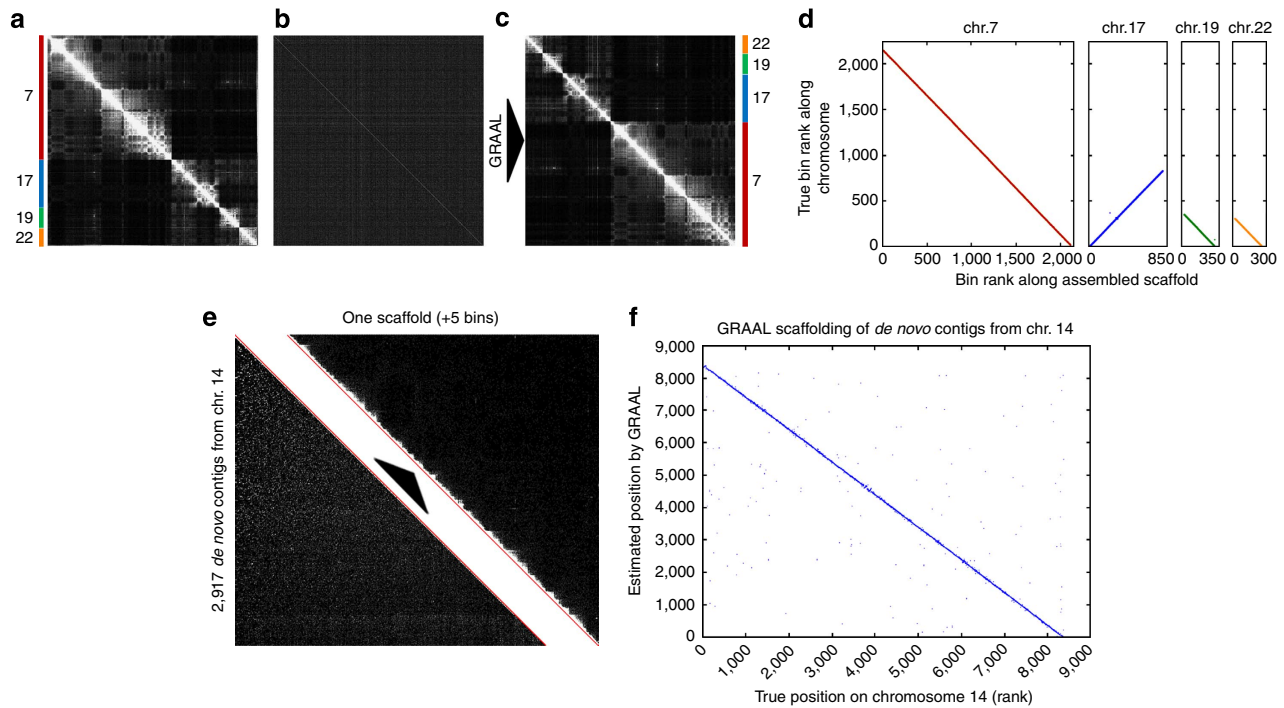 a
7
17
19
22
b
c
GRAAL
22
19
17
7
d
chr.7
chr.17
chr.19
chr.22
True bin rank along
chromosome
2,000
1,500
1,000
500
0
0
500
1,000
1,500
2,000
0
850
0
350
0
300
Bin rank along assembled scaffold
e
One scaffold (+5 bins)
2,917 de novo contigs from chr. 14
f
GRAAL scaffolding of de novo contigs from chr. 14
Estimated position by GRAAL
9,000
8,000
7,000
6,000
5,000
4,000
3,000
2,000
1,000
0
0
1,000
2,000
3,000
4,000
5,000
6,000
7,000
8,000
9,000
True position on chromosome 14 (rank)